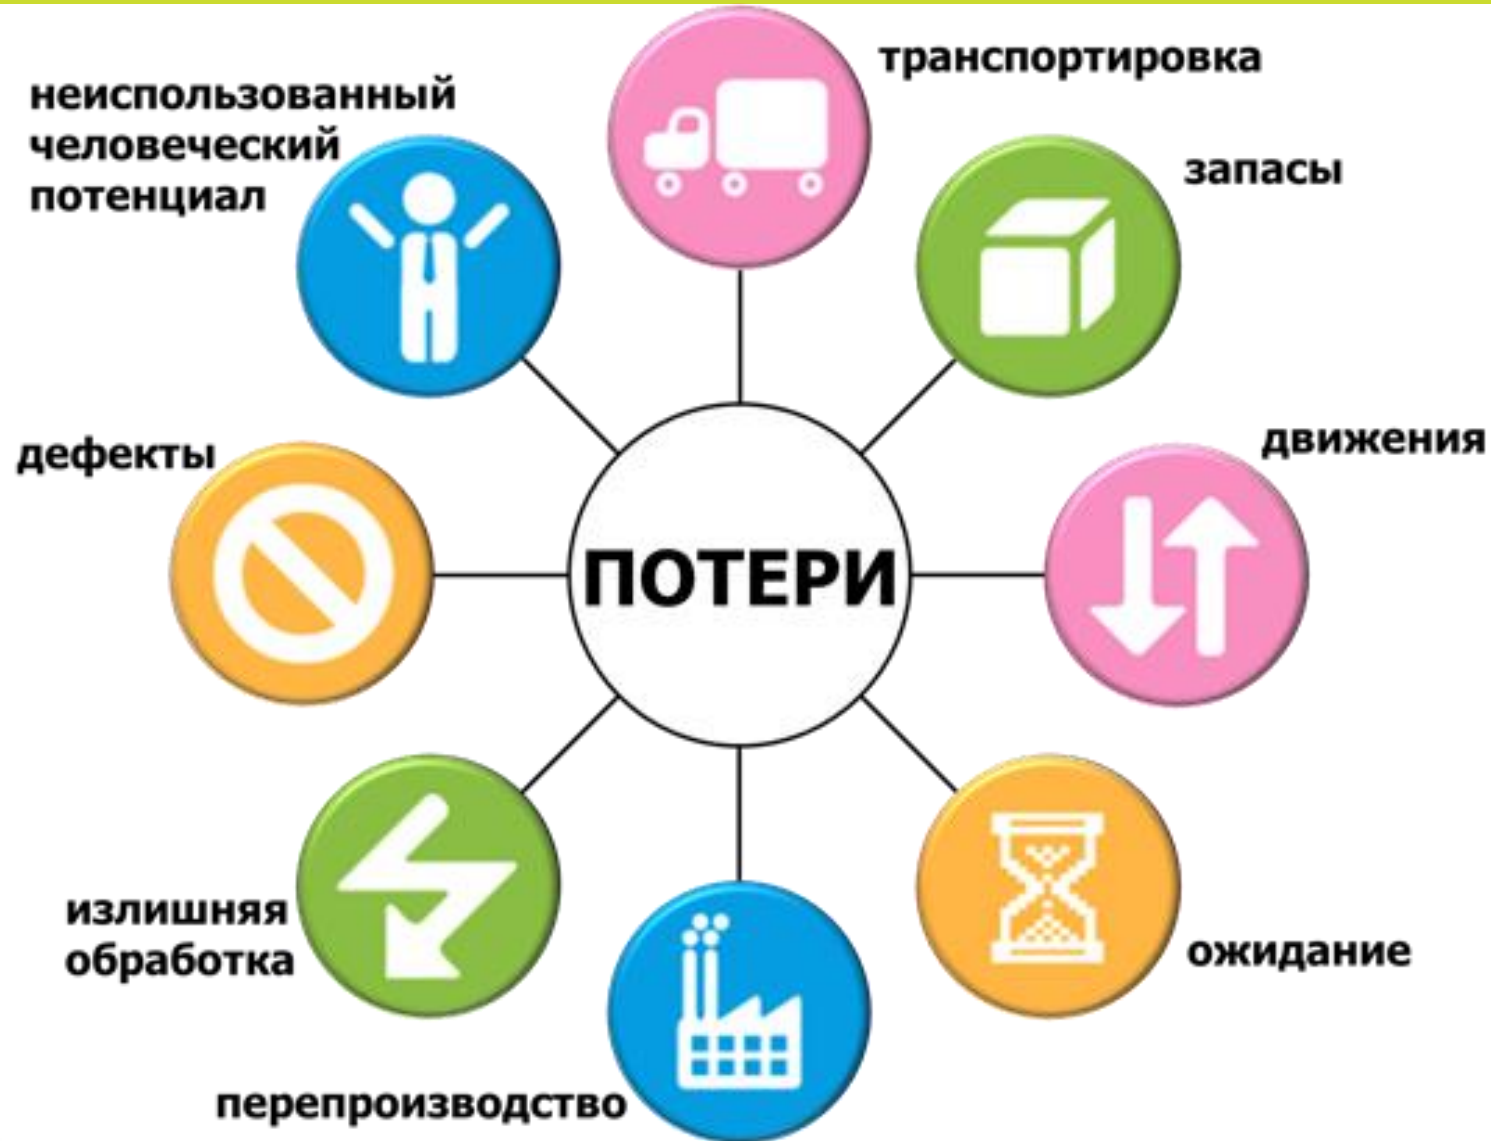 транспортировка
неиспользованный
человеческий
потенциал
запасы
движения
дефекты
ПОТЕРИ
излишняя
обработка
ожидание
перепроизводство